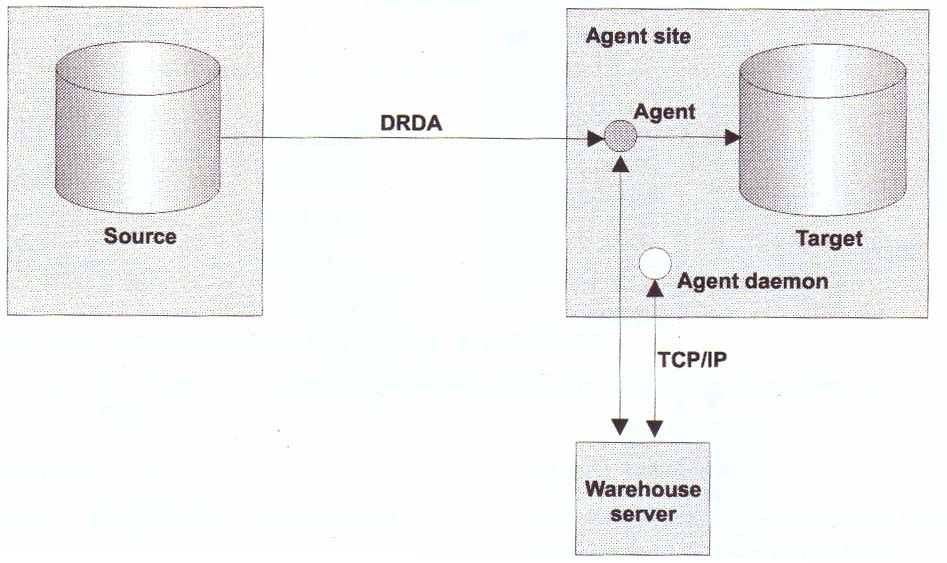 Agent site
Agent
DRDA
Source
Target
Agent daemon
TCP/IP
Warehouse
server